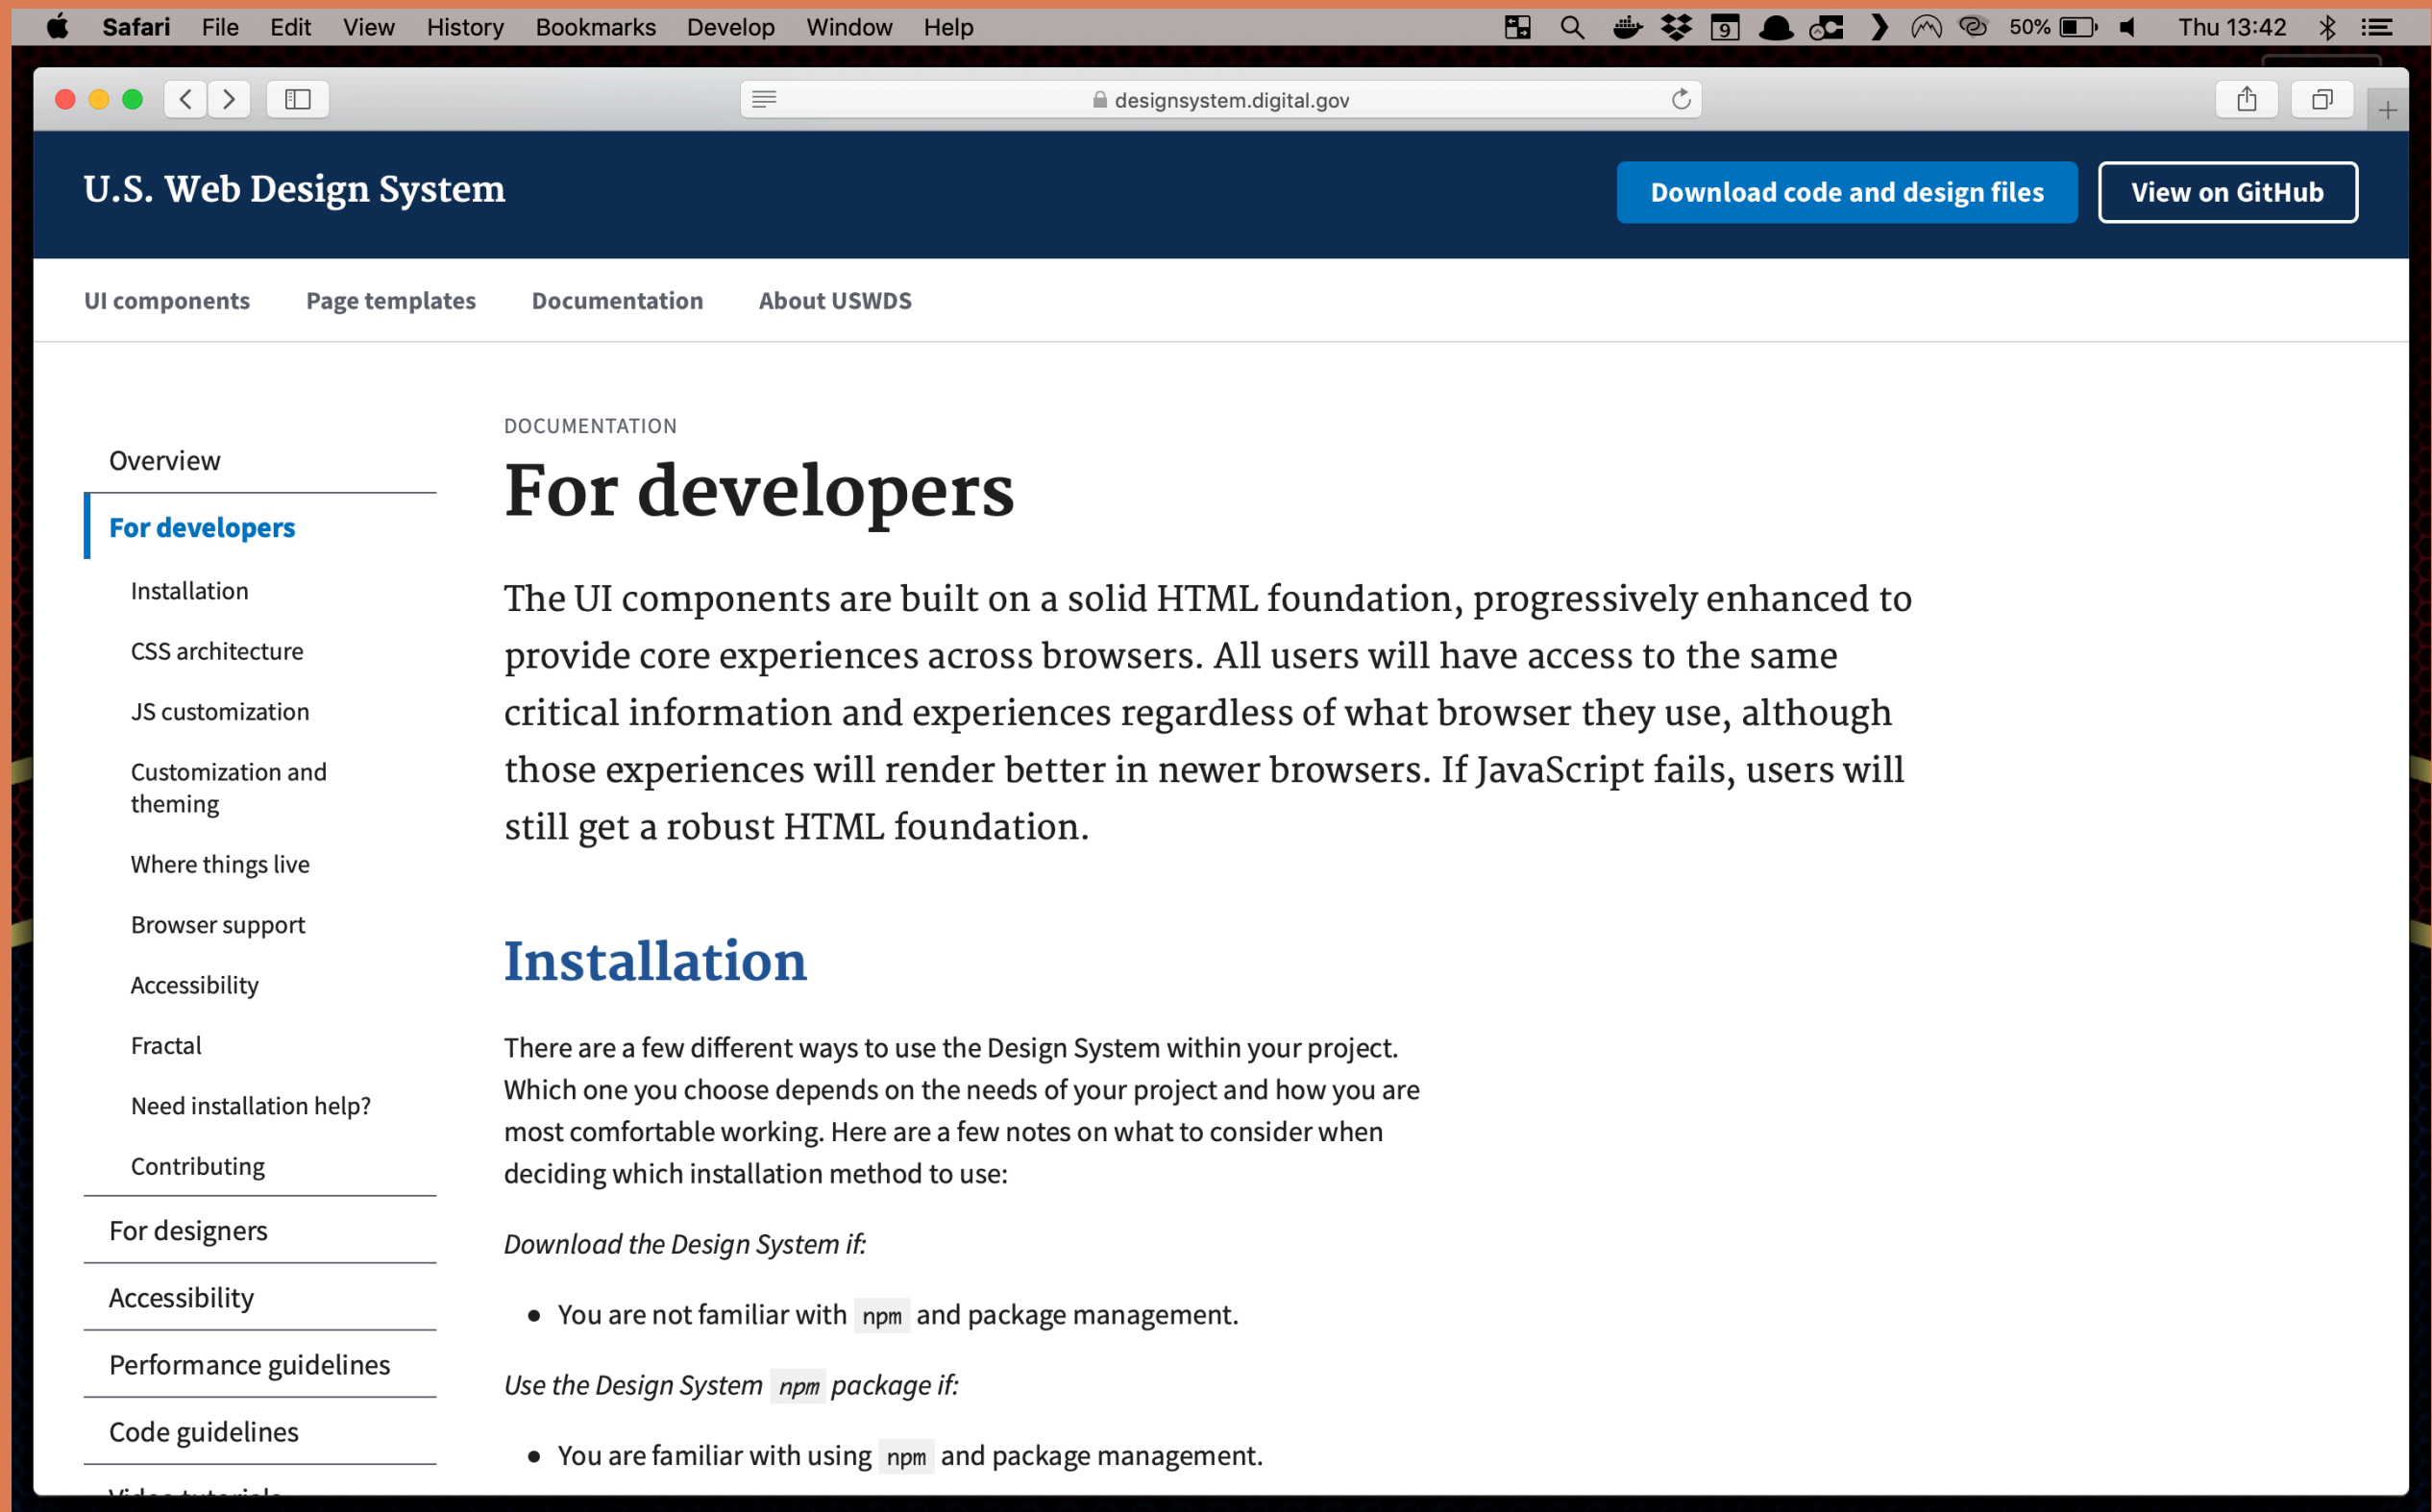 Safari File Edit View History Bookmarks Develop Window Help 9 50% Thu 13:42
designsystem.digital.gov
U.S. Web Design System
Download code and design files
View on GitHub
UI components
Page templates
Documentation
About USWDS
Overview
For developers
Installation
CSS architecture
JS customization
Customization and
theming
Where things live
Browser support
Accessibility
Fractal
Need installation help?
Contributing
For designers
Accessibility
Performance guidelines
Code guidelines
Video tutorials
DOCUMENTATION
For developers
The UI components are built on a solid HTML foundation, progressively enhanced to
provide core experiences across browsers. All users will have access to the same
critical information and experiences regardless of what browser they use, although
those experiences will render better in newer browsers. If JavaScript fails, users will
still get a robust HTML foundation.
Installation
There are a few different ways to use the Design System within your project.
Which one you choose depends on the needs of your project and how you are
most comfortable working. Here are a few notes on what to consider when
deciding which installation method to use:
Download the Design System if:
• You are not familiar with npm and package management.
Use the Design System npm package if:
• You are familiar with using npm and package management.